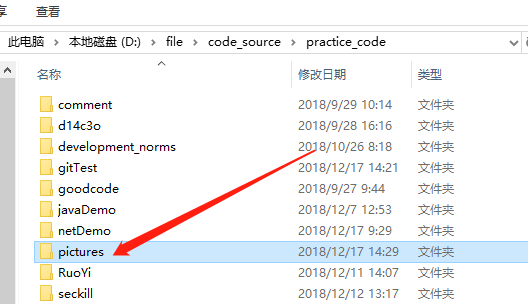 享 查看
此电脑 › 本地磁盘 (D:) › file › code_source › practice_code
名称 修改日期 类型
comment 2018/9/29 10:14 文件夹
d14c3o 2018/9/28 16:16 文件夹
development_norms 2018/10/26 8:18 文件夹
gitTest 2018/12/17 14:21 文件夹
goodcode 2018/9/27 9:44 文件夹
javaDemo 2018/12/7 12:53 文件夹
netDemo 2018/12/17 9:29 文件夹
pictures 2018/12/17 14:29 文件夹
RuoYi 2018/12/11 14:07 文件夹
seckill 2018/12/12 13:17 文件夹